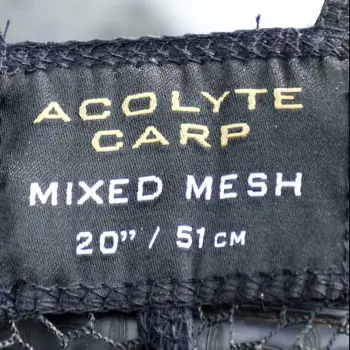 ACOLYTE
CARP
MIXED MESH
20” / 51 CM